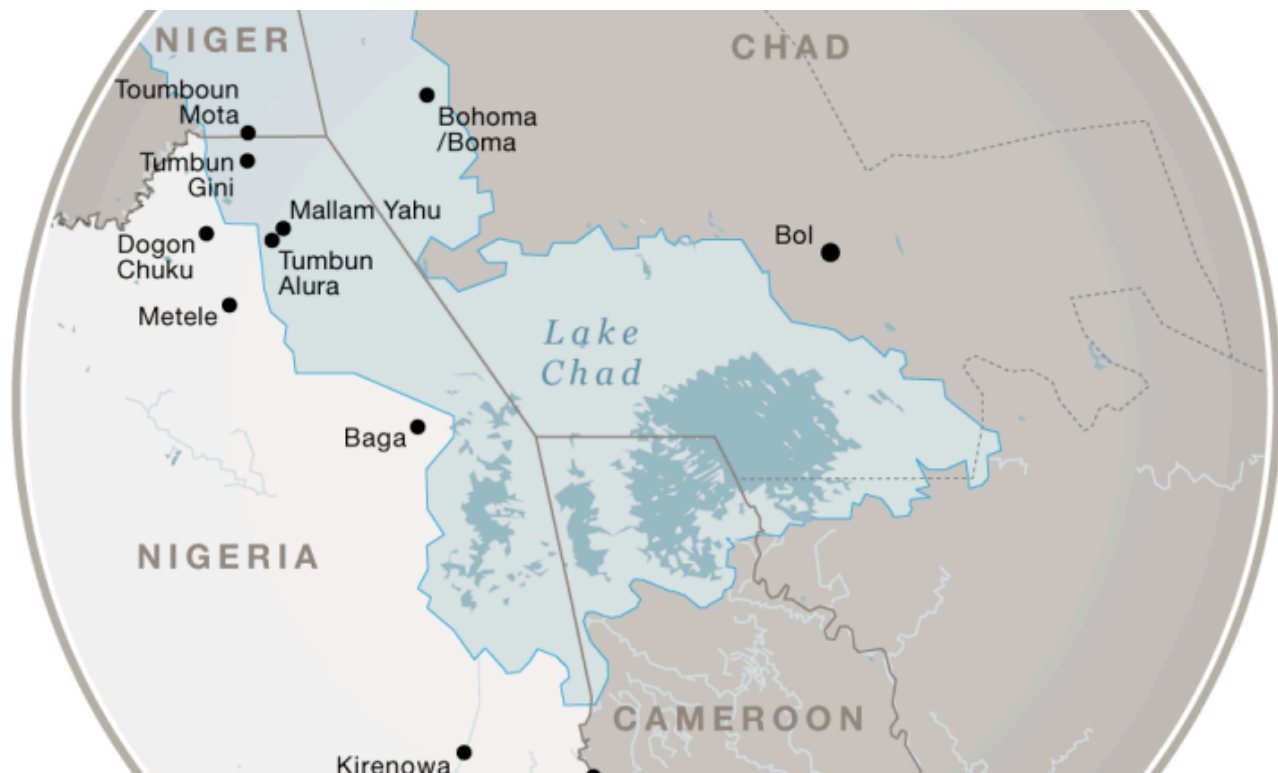 NIGER
CHAD
Toumboun
Mota
Bohoma
/Boma
Tumbun
Gini
Mallam Yahu
Dogon
Chuku
Bol
Tumbun
Alura
Metele
Lake
Chad
Baga
NIGERIA
CAMEROON
Kirenowa